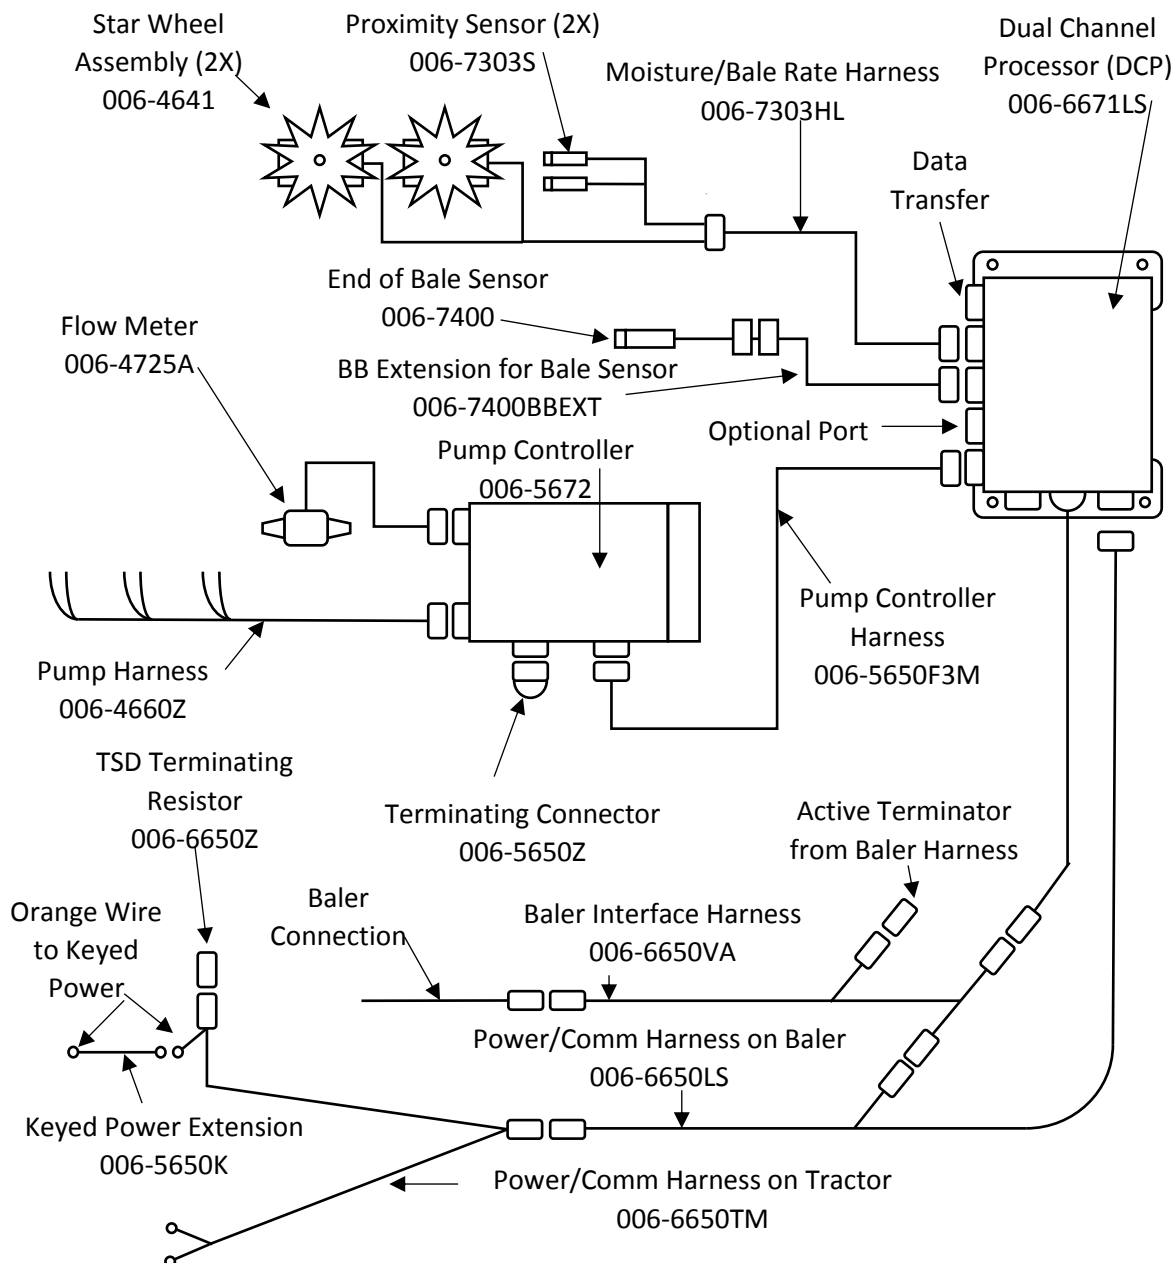 Star Wheel
Assembly (2X)
006-4641
Proximity Sensor (2X)
006-7303S
Moisture/Bale Rate Harness
006-7303HL
Dual Channel
Processor (DCP)
006-6671LS
Data
Transfer
End of Bale Sensor
006-7400
Flow Meter
006-4725A
BB Extension for Bale Sensor
006-7400BBEXT
Optional Port
Pump Controller
006-5672
Pump Controller
Harness
006-5650F3M
Pump Harness
006-4660Z
TSD Terminating
Resistor
006-6650Z
Terminating Connector
006-5650Z
Active Terminator
from Baler Harness
Orange Wire
to Keyed
Power
Baler
Connection
Baler Interface Harness
006-6650VA
Power/Comm Harness on Baler
006-6650LS
Keyed Power Extension
006-5650K
Power/Comm Harness on Tractor
006-6650TM